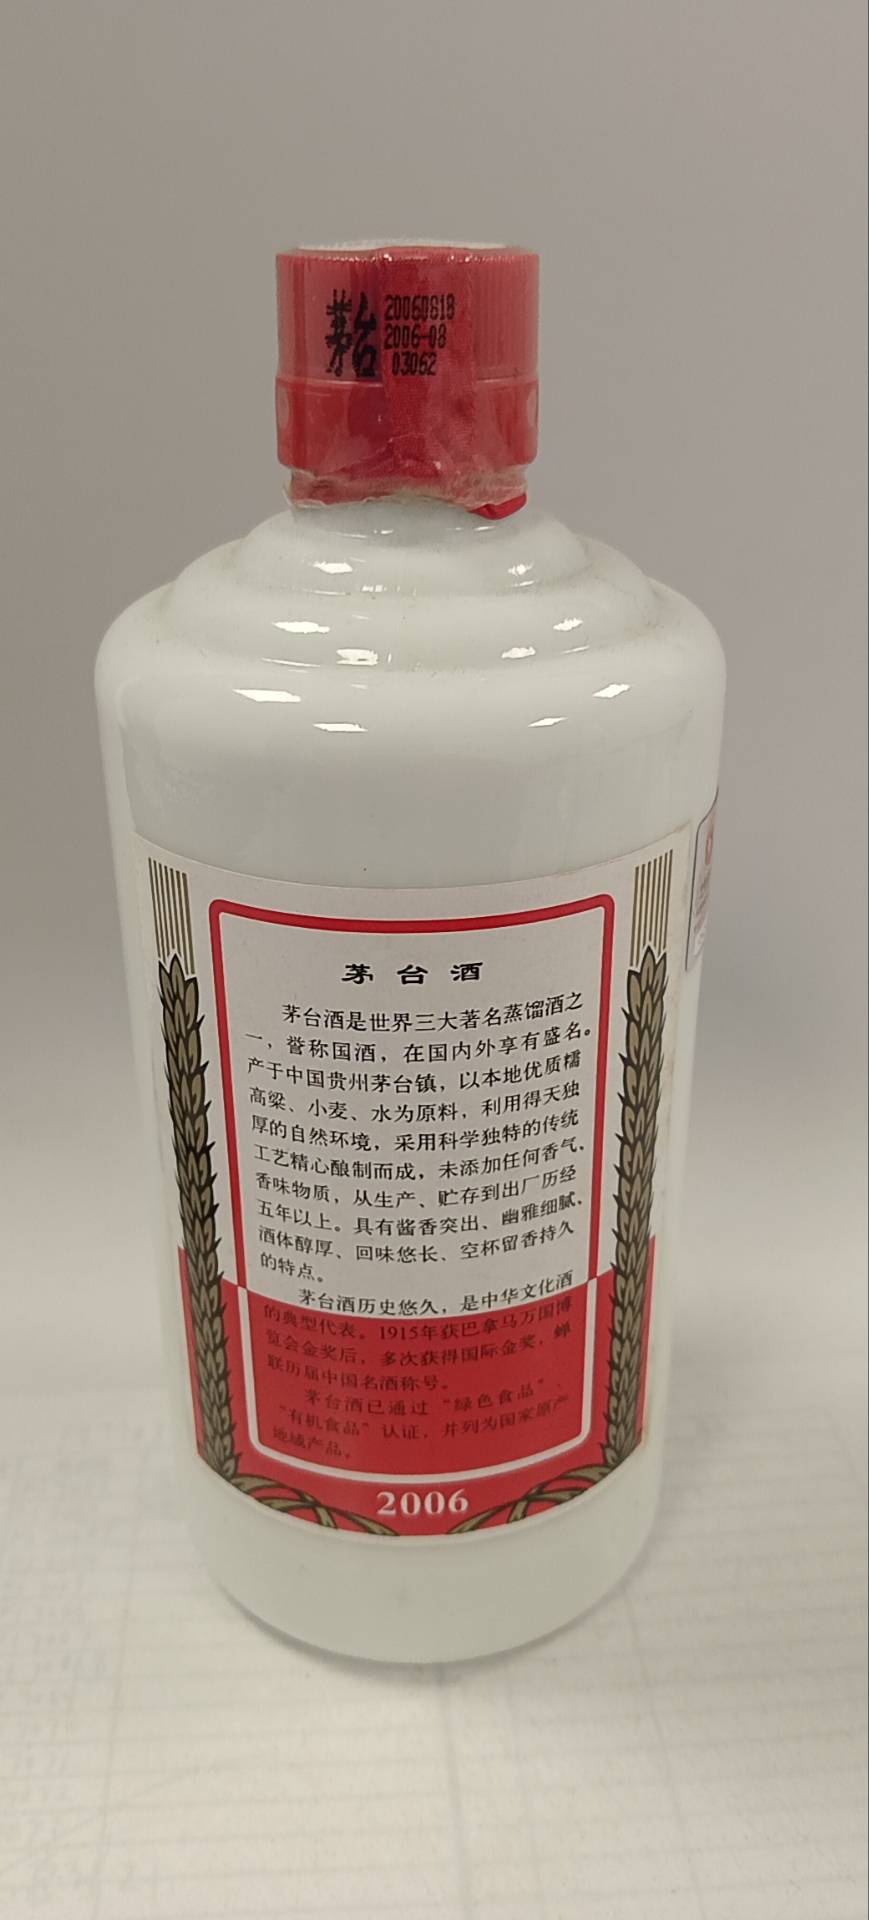 茅台
20060818
2006-08
03062
茅台酒
茅台酒是世界三大著名蒸馏酒之
一，誉称国酒，在国内外享有盛名。
产于中国贵州茅台镇，以本地优质糯
高粱、小麦、水为原料，利用得天独
厚的自然环境，采用科学独特的传统
工艺精心酿制而成，未添加任何香气、
香味物质，从生产、贮存到出厂历经
五年以上。具有酱香突出、幽雅细腻、
酒体醇厚、回味悠长、空杯留香持久
的特点。
茅台酒历史悠久，是中华文化酒
的典型代表。1915年获巴拿马万国博
览会金奖后，多次获得国际金奖，蝉
联历届中国名酒称号。
茅台酒已通过“绿色食品”、
“有机食品”认证，并列为国家原产
地域产品。
2006